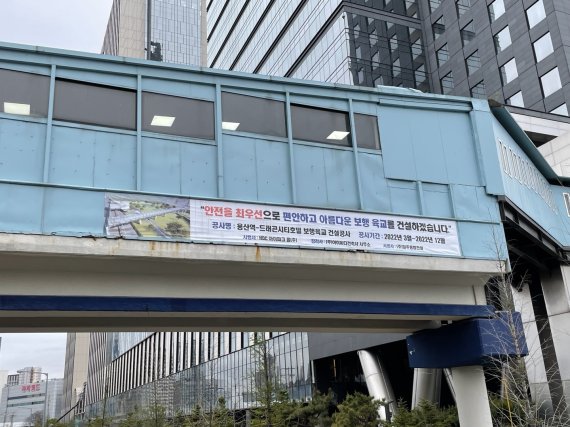 "안전을 최우선으로 편안하고 아름다운 보행 육교를 건설하겠습니다."
공사명 : 용산역-드래곤시티호텔 보행육교 건설공사 공사기간 : 2022년 3월~2022년 12월